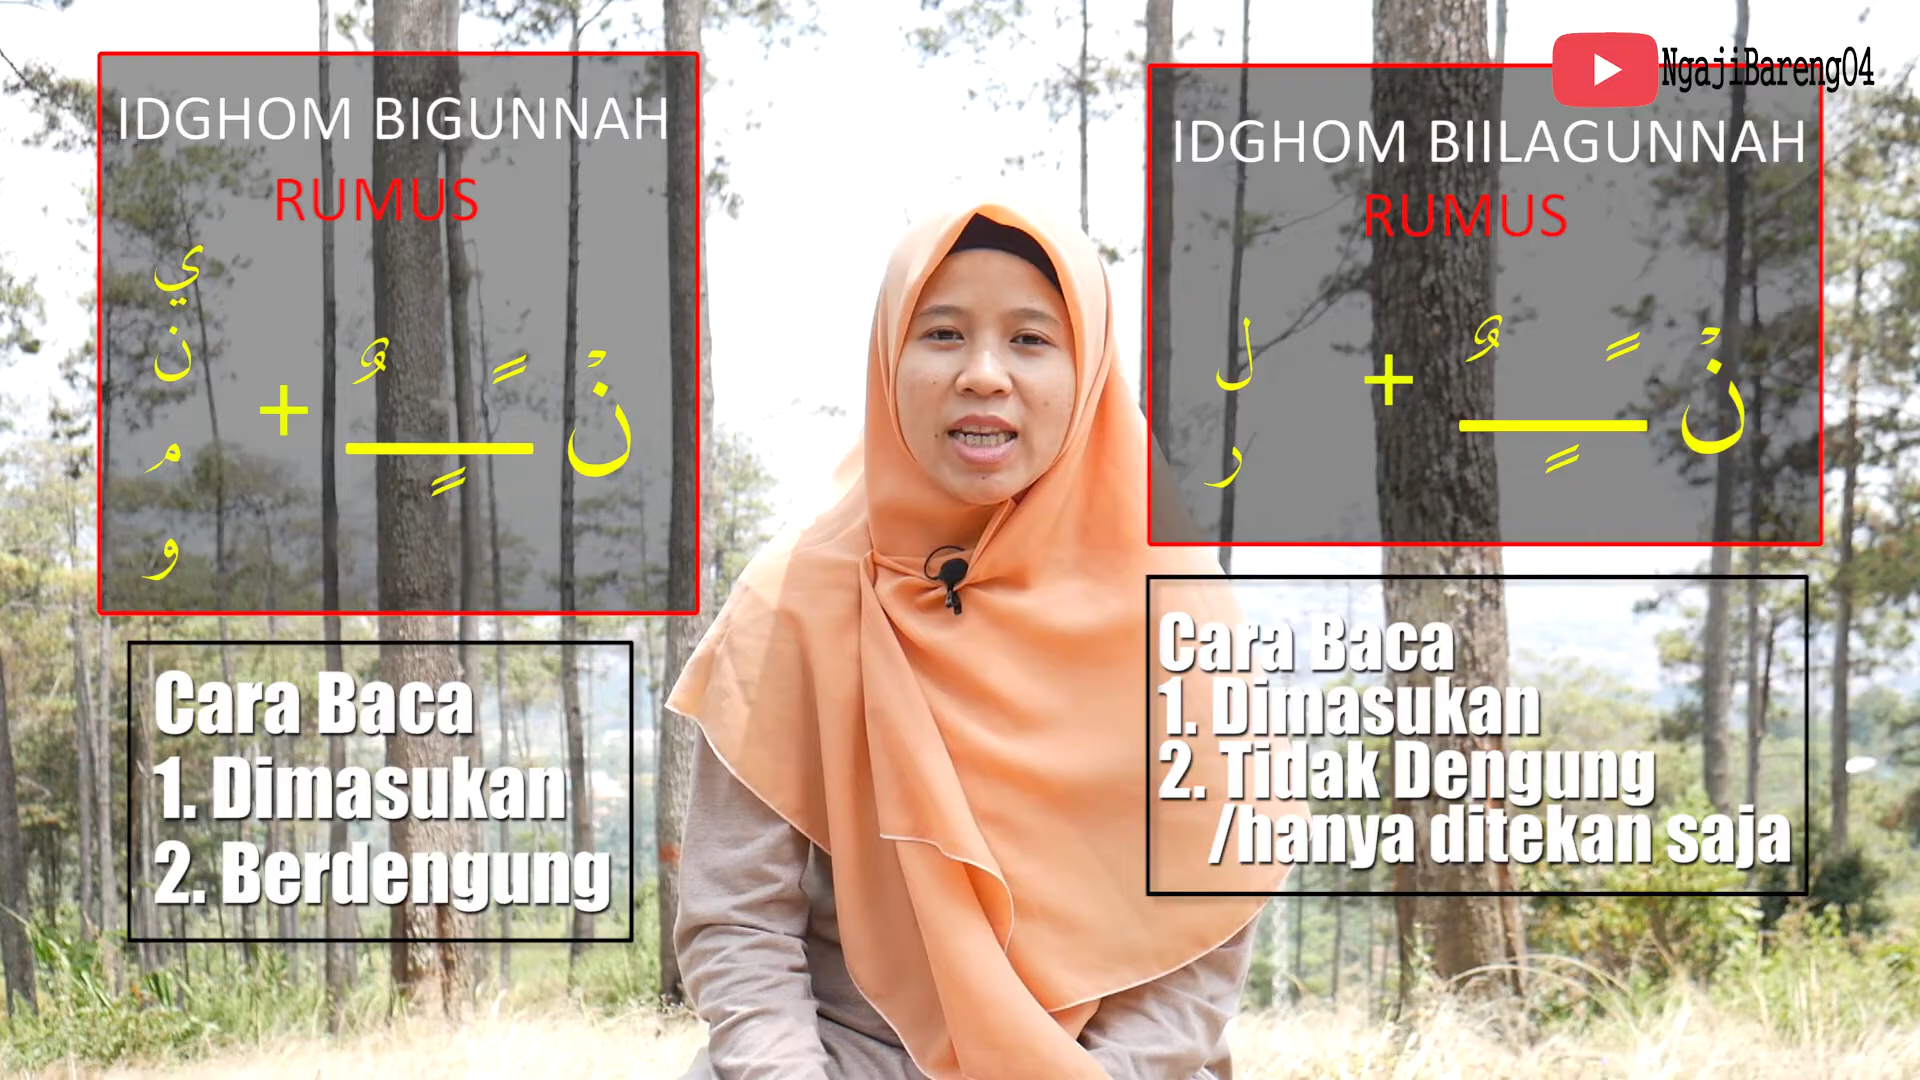 NgajiBareng04
IDGHOM BIGUNNAH
RUMUS
نْ ـًـٍـٌ +
ي
ن
م
و
Cara Baca
1. Dimasukan
2. Berdengung
IDGHOM BIILAGUNNAH
RUMUS
نْ ـًـٍـٌ +
ل
ر
Cara Baca
1. Dimasukan
2. Tidak Dengung
/hanya ditekan saja